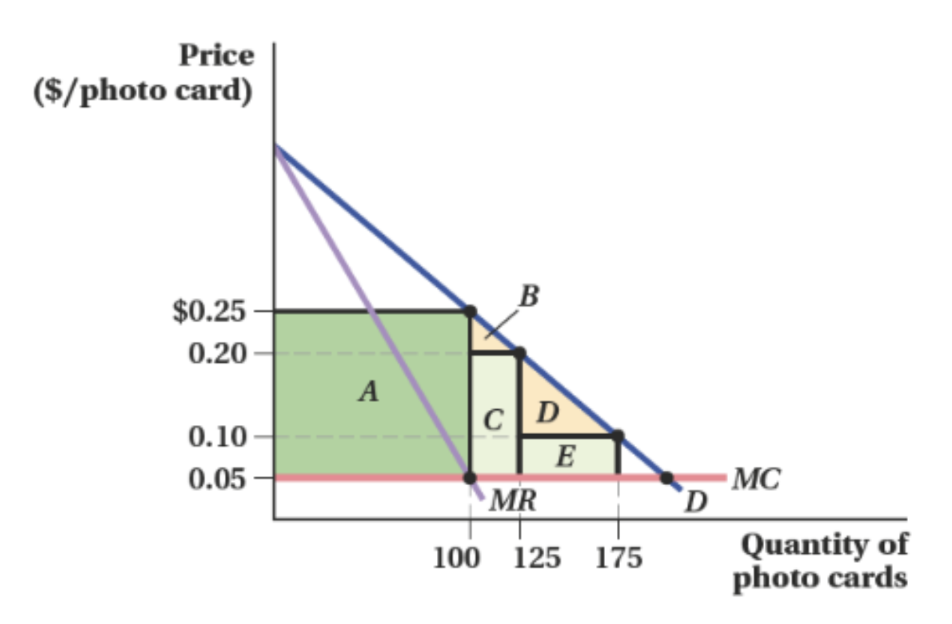 Price
($/photo card)
B
$0.25
0.20
A
C
D
0.10
E
0.05
MC
MR
D
100
125
175
Quantity of
photo cards